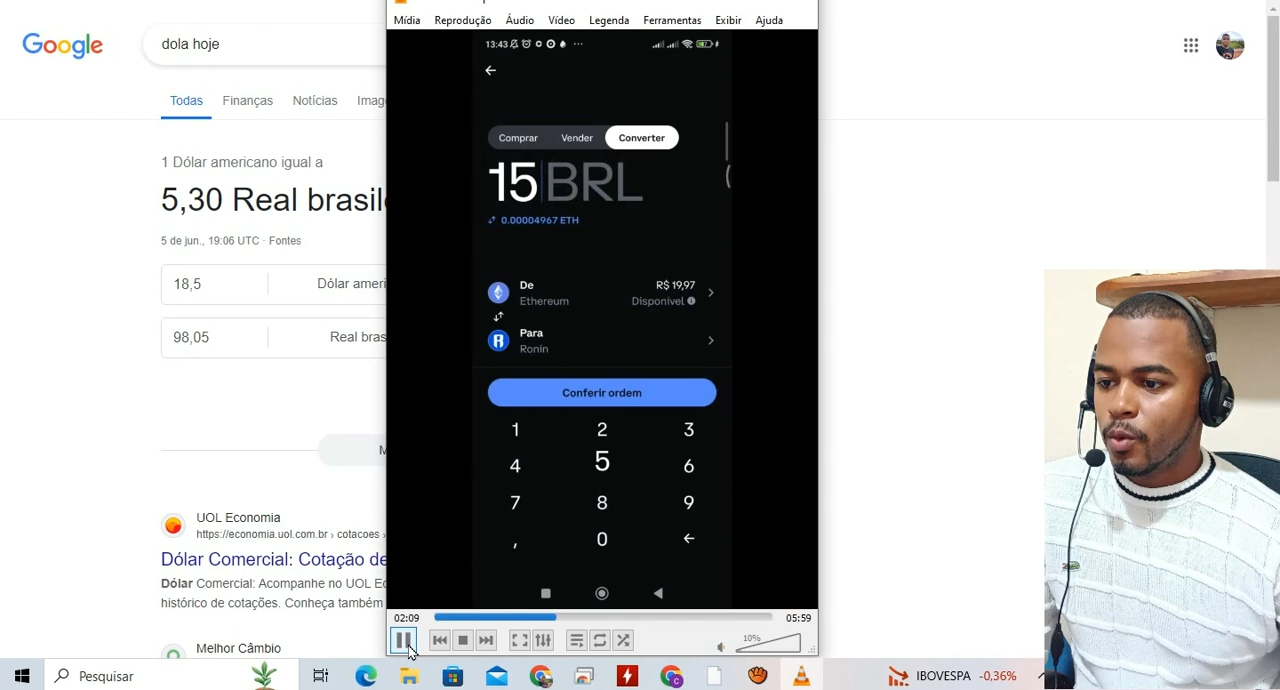 Google
dola hoje
Todas
Finanças
Notícias
1 Dólar americano igual a
5,30 Real
5 de jun., 19:06 UTC · Fontes
18,5
Dólar
98,05
Real
UOL Economia
https://economia.uol.com.br › cotacoes ›
Dólar Comercial: Cotação de
Dólar Comercial: Acompanhe no UOL
histórico de cotações. Conheça também
Melhor Câmbio
Mídia
Reprodução
Áudio
Vídeo
Legenda
Ferramentas
Exibir
Ajuda
13:43
Comprar
Vender
Converter
15 BRL
0.00004967 ETH
De
R$ 19,97
Ethereum
Disponível
Para
Ronin
Conferir ordem
1 2 3
4 5 6
7 8 9
, 0
02:09
05:59
10%
Pesquisar
IBOVESPA -0,36%